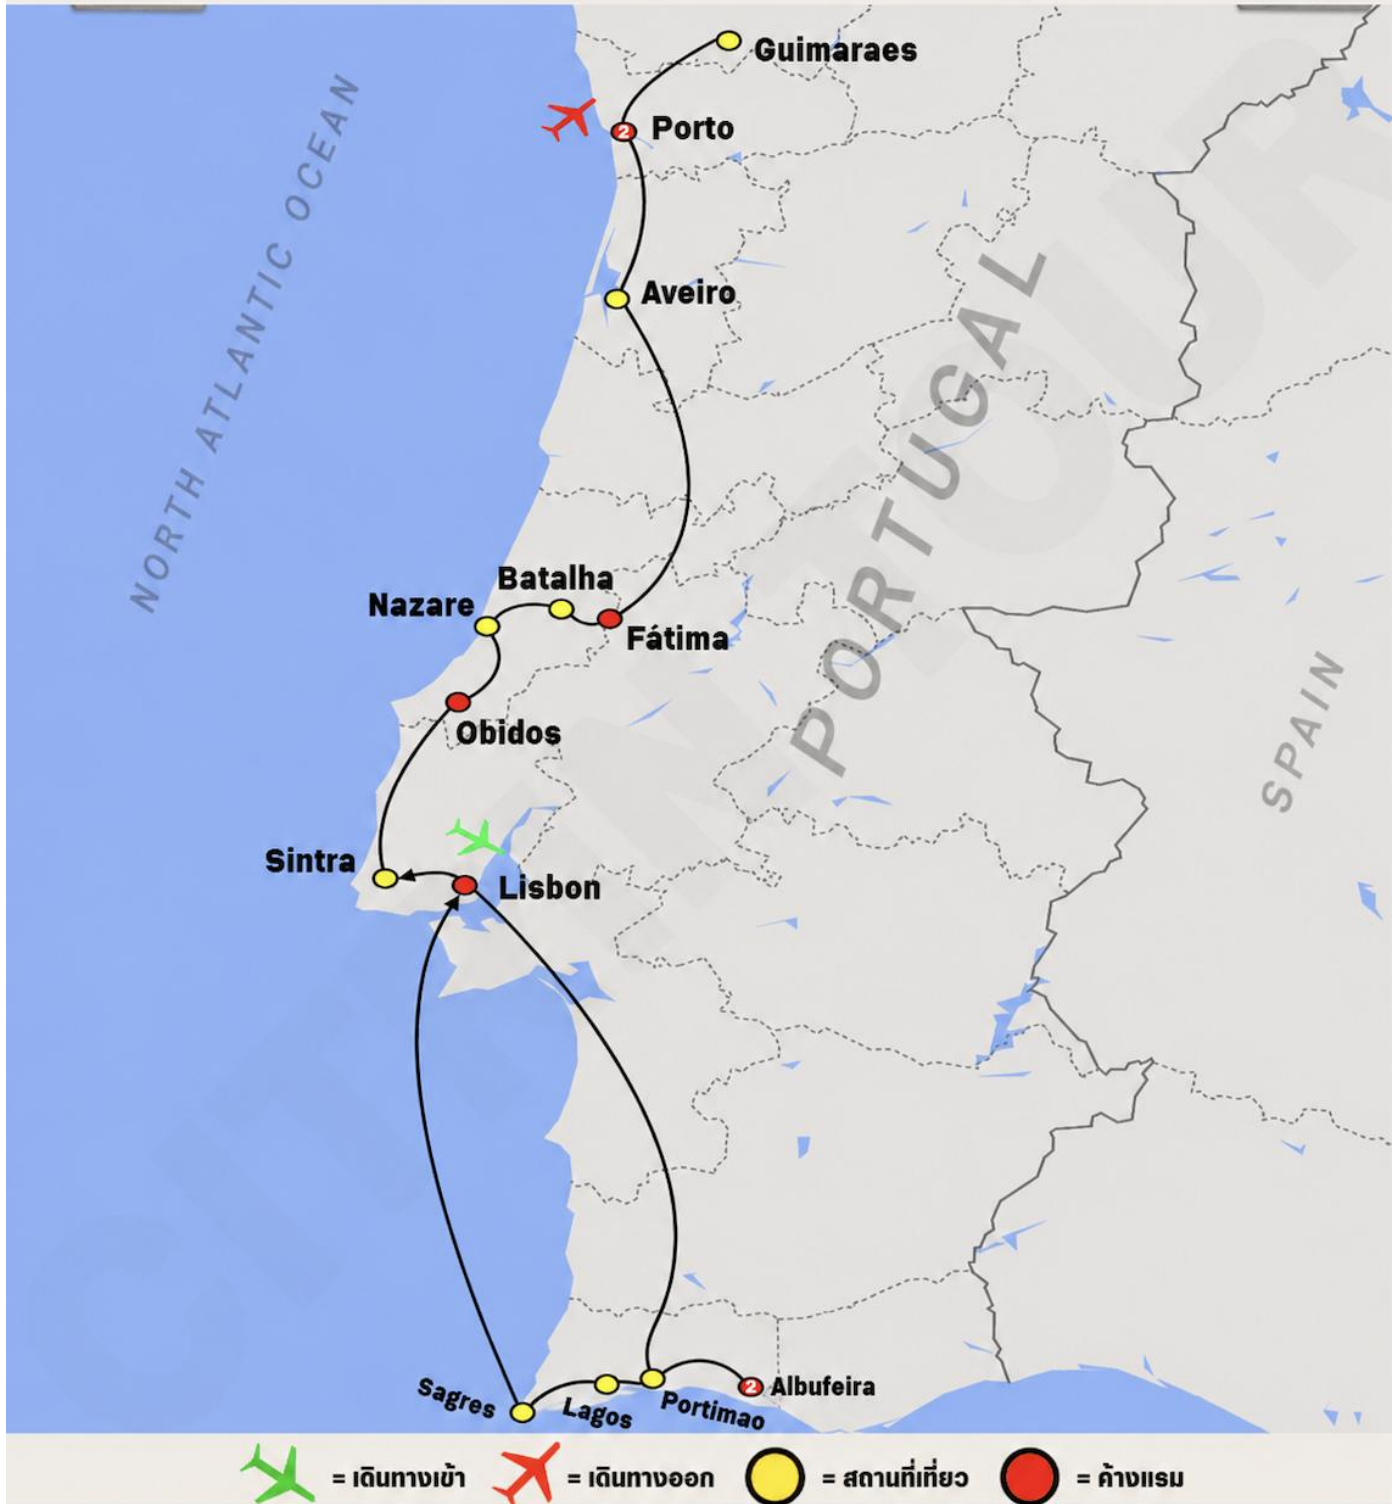 Guimaraes
2 Porto
NORTH ATLANTIC OCEAN
Aveiro
PORTUGAL
Batalha
Nazare
Fátima
SPAIN
Obidos
Sintra
Lisbon
Sagres
Lagos
Portimao
2 Albufeira
= เดินทางเข้า = เดินทางออก = สถานที่เที่ยว = ค้างแรม